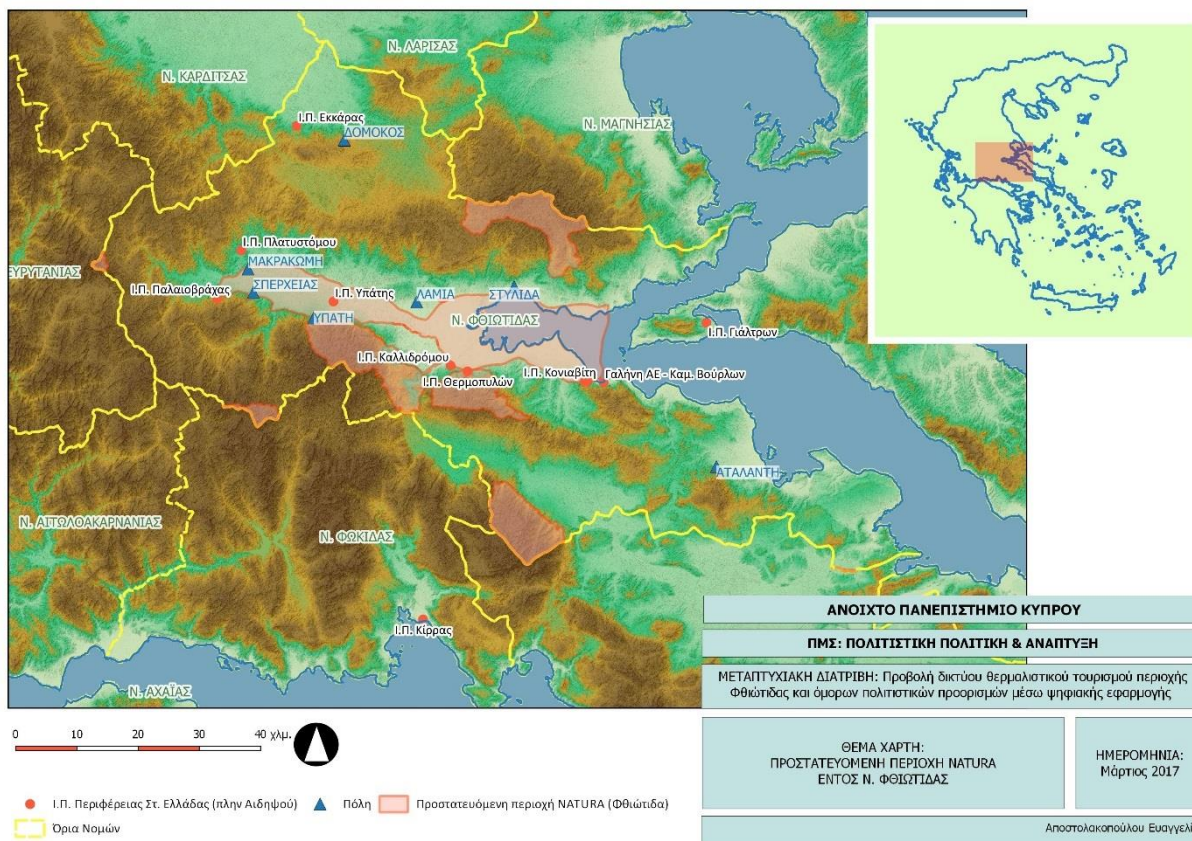 Ν. ΛΑΡΙΣΑΣ
Ν. ΚΑΡΔΙΤΣΑΣ
Ι.Π. Εκκάρας
ΔΟΜΟΚΟΣ
Ν. ΜΑΓΝΗΣΙΑΣ
Ι.Π. Πλατυστόμου
ΜΑΚΡΑΚΩΜΗ
ΕΥΡΥΤΑΝΙΑΣ
ΣΠΕΡΧΕΙΑΣ
Ι.Π. Παλαιοβράχας
Ι.Π. Υπάτης
ΛΑΜΙΑ
ΣΤΥΛΙΔΑ
ΥΠΑΤΗ
Ν. ΦΘΙΩΤΙΔΑΣ
Ι.Π. Γιάλτρων
Ι.Π. Καλλιδρόμου
Ι.Π. Θερμοπυλών
Ι.Π. Κονιαβίτη
Γαλήνη ΑΕ - Καμ. Βούρλων
ΑΤΑΛΑΝΤΗ
Ν. ΑΙΤΩΛΟΑΚΑΡΝΑΝΙΑΣ
Ν. ΦΩΚΙΔΑΣ
Ι.Π. Κίρρας
Ν. ΑΧΑΪΑΣ
ΑΝΟΙΧΤΟ ΠΑΝΕΠΙΣΤΗΜΙΟ ΚΥΠΡΟΥ
ΠΜΣ: ΠΟΛΙΤΙΣΤΙΚΗ ΠΟΛΙΤΙΚΗ & ΑΝΑΠΤΥΞΗ
ΜΕΤΑΠΤΥΧΙΑΚΗ ΔΙΑΤΡΙΒΗ: Προβολή δικτύου θερμαλιστικού τουρισμού περιοχής
Φθιώτιδας και όμορων πολιτιστικών προορισμών μέσω ψηφιακής εφαρμογής
ΘΕΜΑ ΧΑΡΤΗ:
ΠΡΟΣΤΑΤΕΥΟΜΕΝΗ ΠΕΡΙΟΧΗ NATURA
ΕΝΤΟΣ Ν. ΦΘΙΩΤΙΔΑΣ
ΗΜΕΡΟΜΗΝΙΑ:
Μάρτιος 2017
Αποστολακοπούλου Ευαγγελί
0 10 20 30 40 χλμ.
Ι.Π. Περιφέρειας Στ. Ελλάδας (πλην Αιδηψού) Πόλη Προστατευόμενη περιοχή NATURA (Φθιώτιδα)
Όρια Νομών